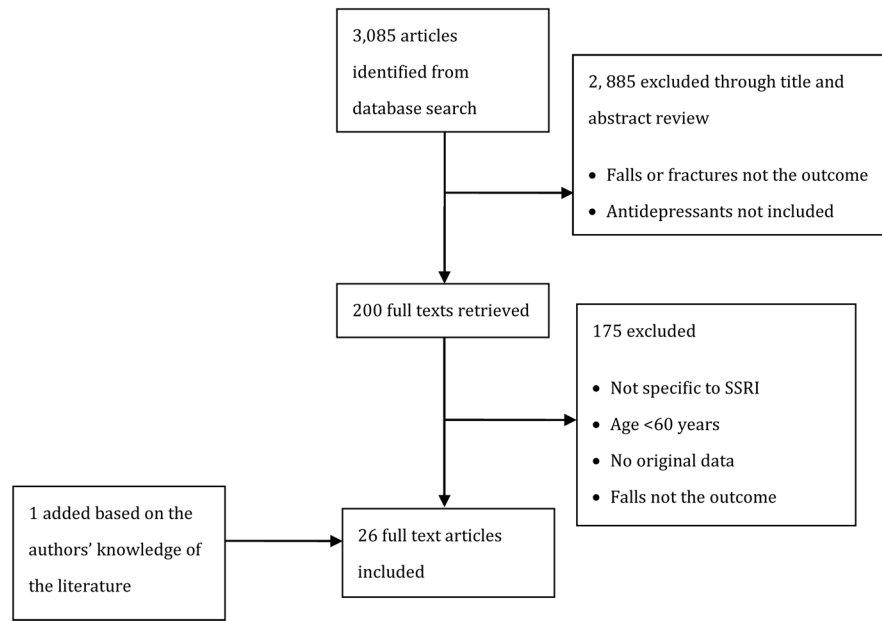 3,085 articles
identified from
database search
2, 885 excluded through title and
abstract review
• Falls or fractures not the outcome
• Antidepressants not included
200 full texts retrieved
175 excluded
• Not specific to SSRI
• Age <60 years
• No original data
• Falls not the outcome
1 added based on the
authors’ knowledge of
the literature
26 full text articles
included